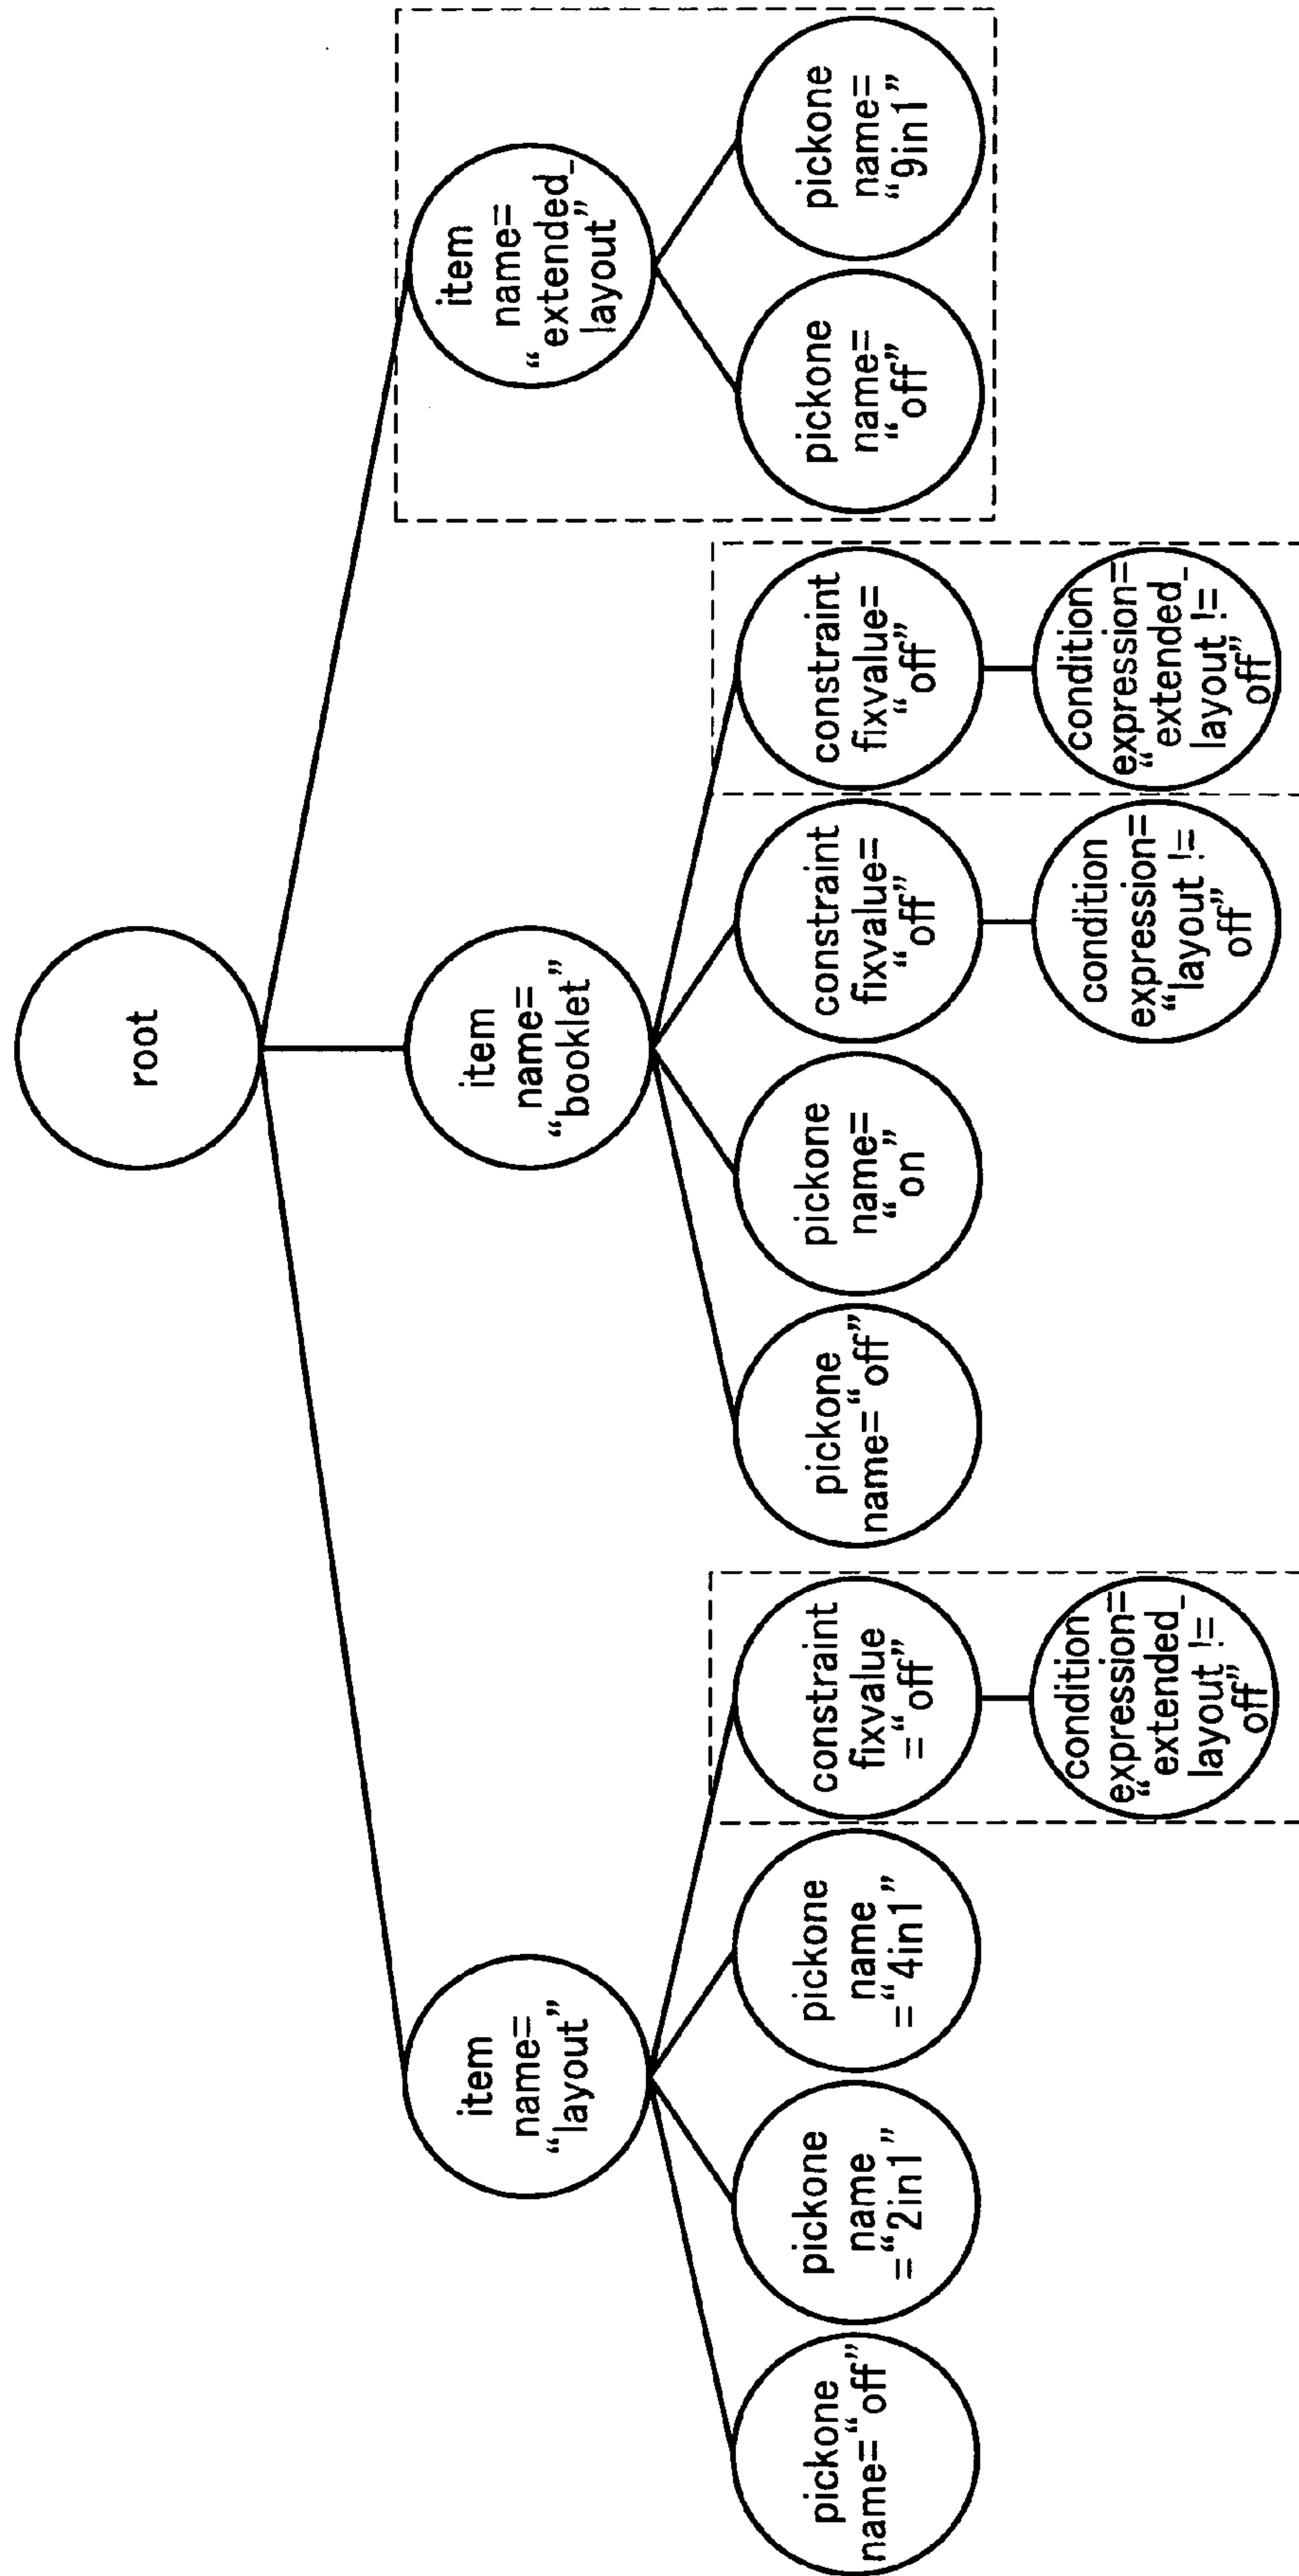 root
item
name=
“layout”
item
name=
“booklet”
item
name=
“extended_
layout”
pickone
name=“off”
pickone
name
=“2in1”
pickone
name
=“4in1”
constraint
fixvalue
=“off”
pickone
name=“off”
pickone
name=
“on”
constraint
fixvalue=
“off”
constraint
fixvalue=
“off”
pickone
name=
“off”
pickone
name=
“9in1”
condition
expression=
“extended_
layout !=
off”
condition
expression=
“layout !=
off”
condition
expression=
“extended_
layout !=
off”